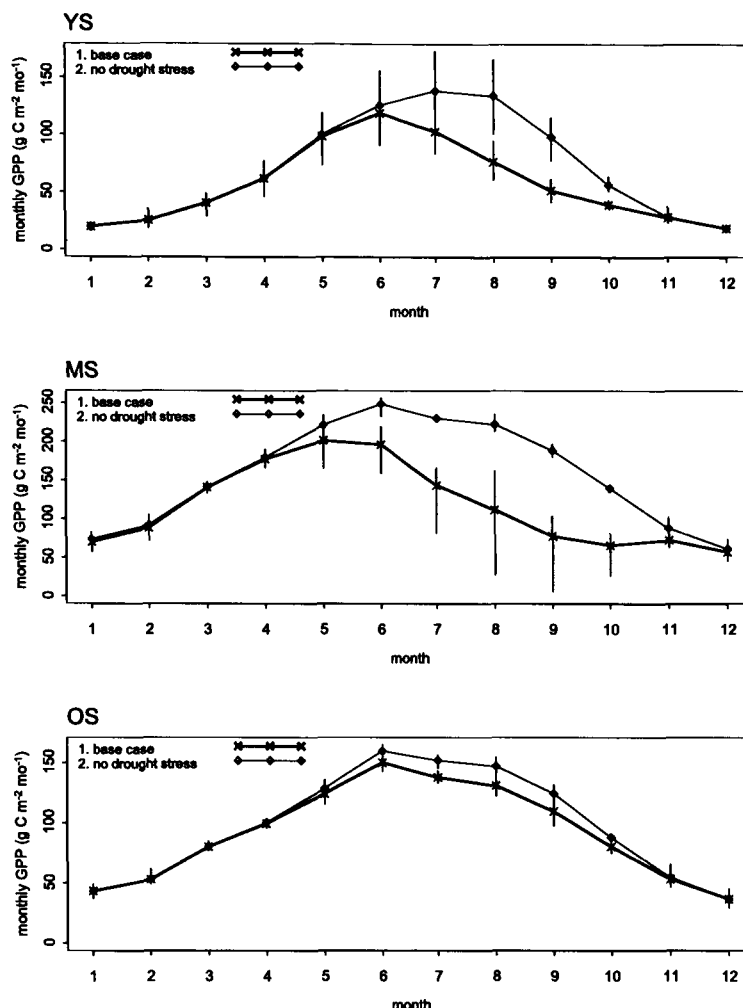 YS
1. base case
2. no drought stress
monthly GPP (g C m⁻² mo⁻¹)
0 50 100 150
1 2 3 4 5 6 7 8 9 10 11 12
month
MS
1. base case
2. no drought stress
monthly GPP (g C m⁻² mo⁻¹)
0 50 100 150 200 250
1 2 3 4 5 6 7 8 9 10 11 12
month
OS
1. base case
2. no drought stress
monthly GPP (g C m⁻² mo⁻¹)
0 50 100 150
1 2 3 4 5 6 7 8 9 10 11 12
month